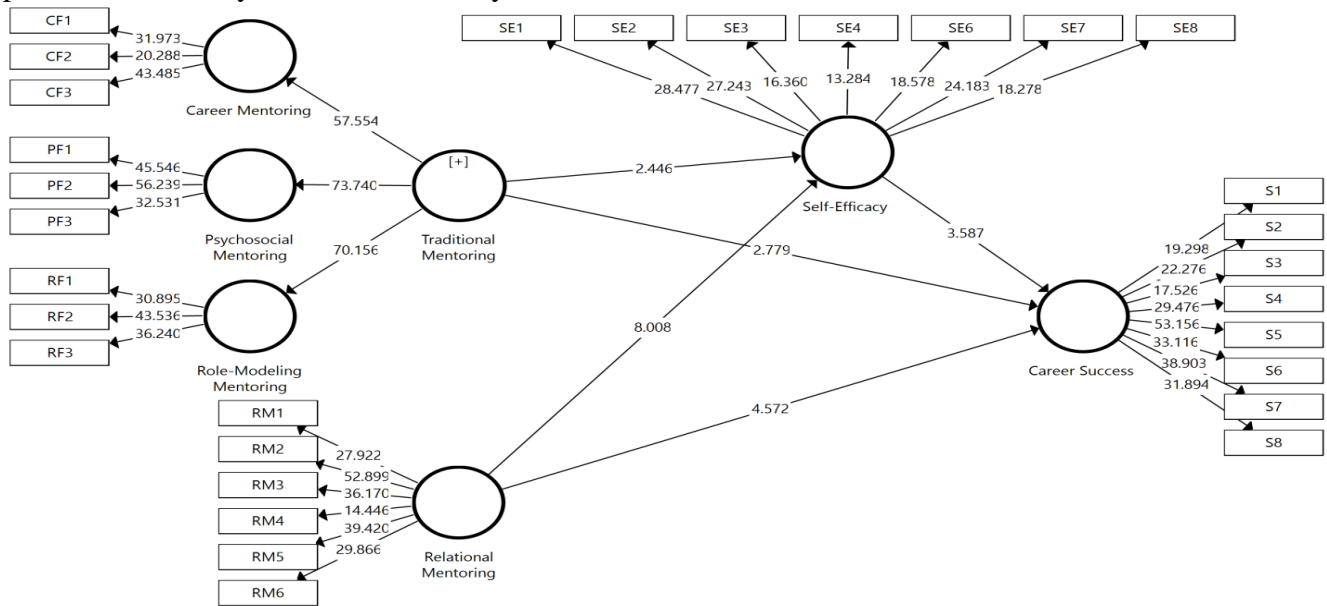 CF1
CF2
CF3
31.973
20.288
43.485
Career Mentoring
PF1
PF2
PF3
45.546
56.239
32.531
Psychosocial
Mentoring
RF1
RF2
RF3
30.895
43.536
36.240
Role-Modeling
Mentoring
57.554
73.740
70.156
[+]
Traditional
Mentoring
RM1
RM2
RM3
RM4
RM5
RM6
27.922
52.899
36.170
14.446
39.420
29.866
Relational
Mentoring
2.446
2.779
8.008
4.572
SE1
SE2
SE3
SE4
SE6
SE7
SE8
28.477
27.243
16.360
13.284
18.578
24.183
18.278
Self-Efficacy
3.587
Career Success
19.298
22.276
17.526
29.476
53.156
33.116
38.903
31.894
S1
S2
S3
S4
S5
S6
S7
S8